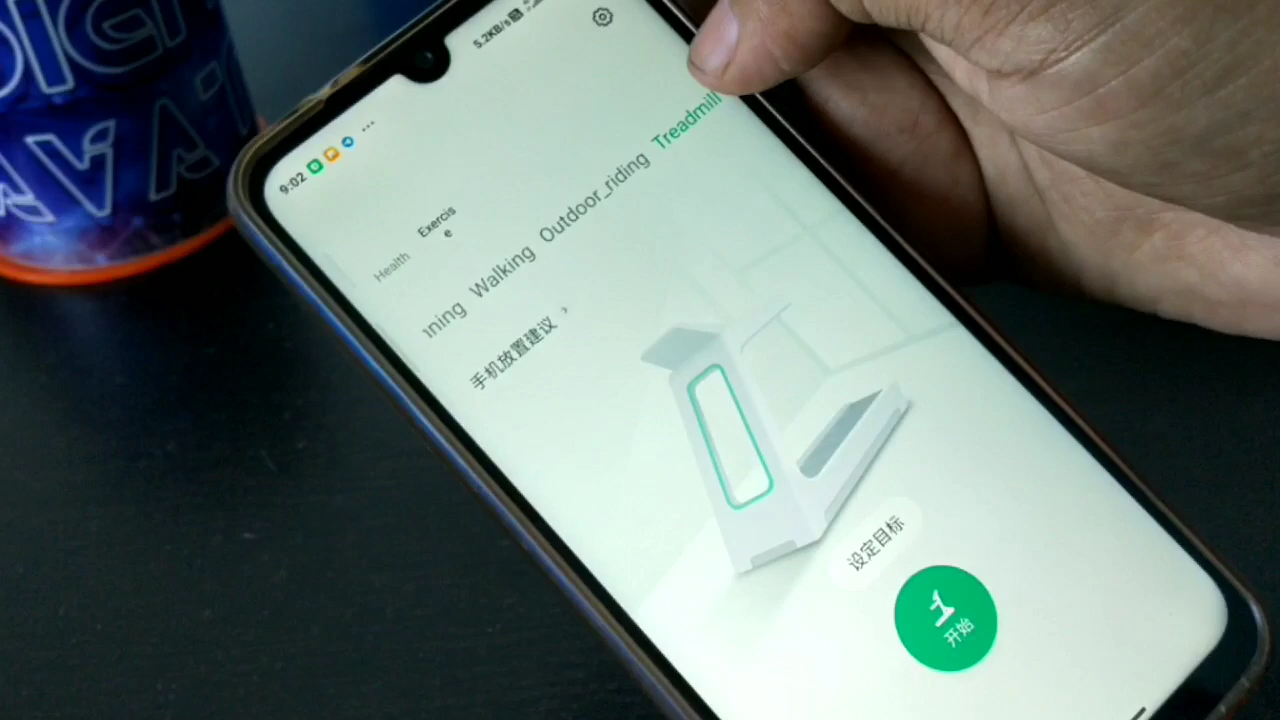 9:02
5.2KB/s
Health
Exercis
e
ning Walking Outdoor_riding Treadmill
手机放置建议 ›
设定目标
开始